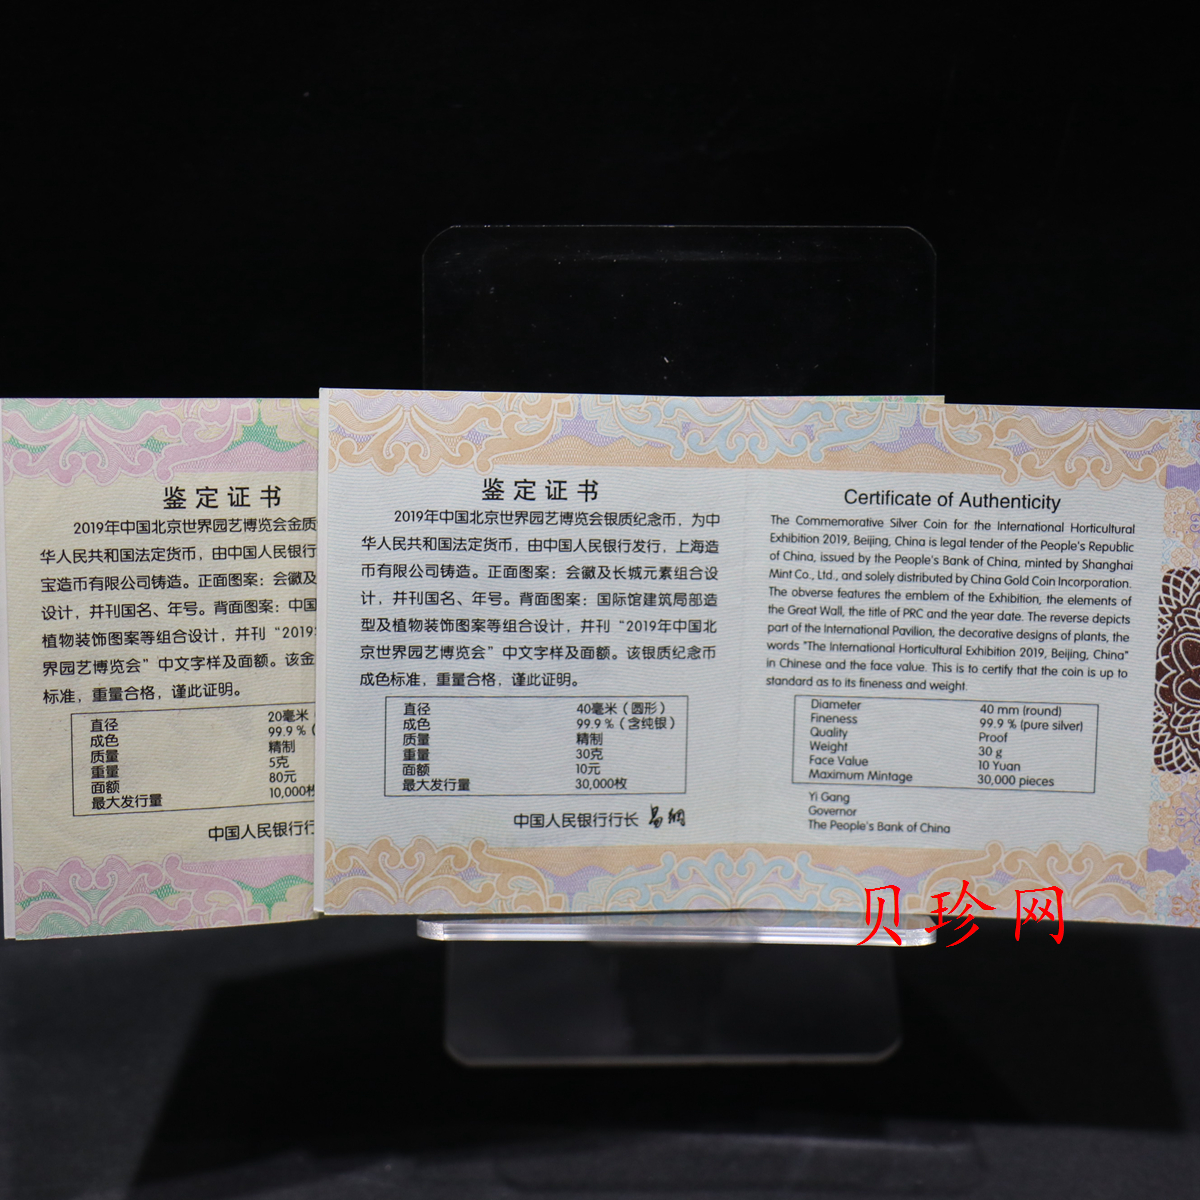 鉴定证书
2019年中国北京世界园艺博览会金质
华人民共和国法定货币，由中国人民银行
宝造币有限公司铸造。正面图案：会徽及
设计，并刊国名、年号。背面图案：中国
植物装饰图案等组合设计，并刊“2019
界园艺博览会”中文字样及面额。该金
标准，重量合格，谨此证明。
直径 20毫米（
成色 99.9％（
质量 精制
重量 5克
面额 80元
最大发行量 10,000枚
中国人民银行行
鉴定证书
2019年中国北京世界园艺博览会银质纪念币，为中
华人民共和国法定货币，由中国人民银行发行，上海造
币有限公司铸造。正面图案：会徽及长城元素组合设
计，并刊国名、年号。背面图案：国际馆建筑局部造
型及植物装饰图案等组合设计，并刊“2019年中国北
京世界园艺博览会”中文字样及面额。该银质纪念币
成色标准，重量合格，谨此证明。
直径 40毫米（圆形）
成色 99.9％（含纯银）
质量 精制
重量 30克
面额 10元
最大发行量 30,000枚
中国人民银行行长 易纲
Certificate of Authenticity
The Commemorative Silver Coin for the International Horticultural
Exhibition 2019, Beijing, China is legal tender of the People's Republic
of China, issued by the People's Bank of China, minted by Shanghai
Mint Co., Ltd., and solely distributed by China Gold Coin Incorporation.
The obverse features the emblem of the Exhibition, the elements of
the Great Wall, the title of PRC and the year date. The reverse depicts
part of the International Pavilion, the decorative designs of plants, the
words "The International Horticultural Exhibition 2019, Beijing, China"
in Chinese and the face value. This is to certify that the coin is up to
standard as to its fineness and weight.
Diameter 40 mm (round)
Fineness 99.9 % (pure silver)
Quality Proof
Weight 30 g
Face Value 10 Yuan
Maximum Mintage 30,000 pieces
Yi Gang
Governor
The People's Bank of China
贝珍网